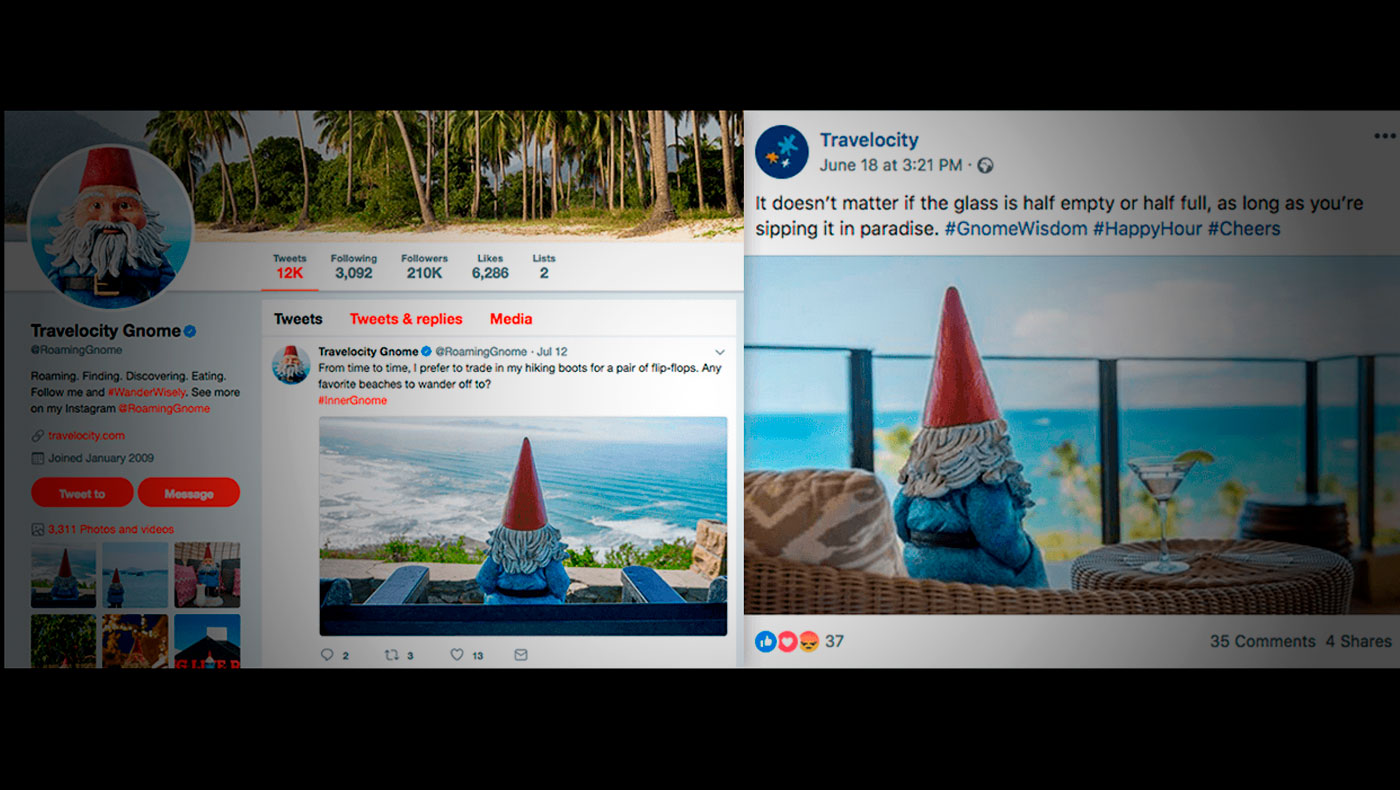 Tweets Following Followers Likes Lists
12K 3,092 210K 6,286 2
Travelocity Gnome
@RoamingGnome
Roaming. Finding. Discovering. Eating.
Follow me and #WanderWisely. See more
on my Instagram @RoamingGnome
travelocity.com
Joined January 2009
Tweet to Message
3,311 Photos and videos
Tweets Tweets & replies Media
Travelocity Gnome @RoamingGnome · Jul 12
From time to time, I prefer to trade in my hiking boots for a pair of flip-flops. Any
favorite beaches to wander off to?
#InnerGnome
2 3 13
Travelocity
June 18 at 3:21 PM ·
It doesn’t matter if the glass is half empty or half full, as long as you’re
sipping it in paradise. #GnomeWisdom #HappyHour #Cheers
37 35 Comments 4 Shares